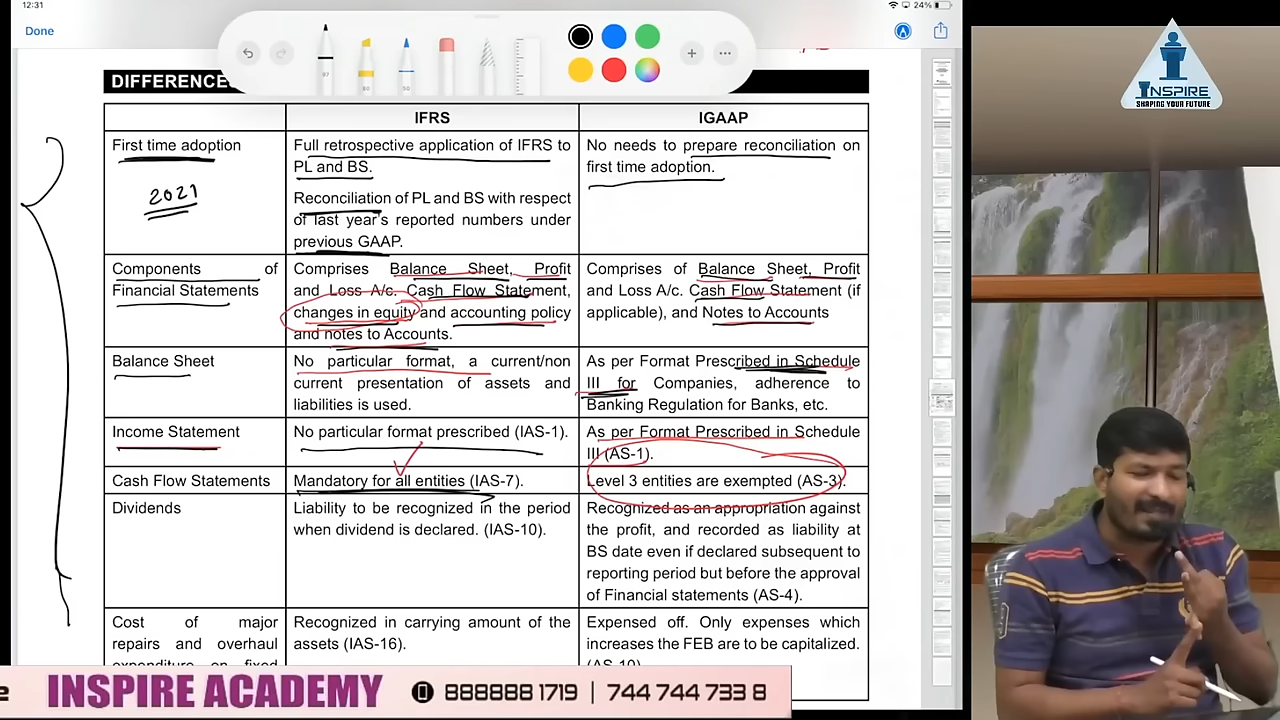 12:31
24%
Done
97
80
50
DIFFERENCE
IFRS
IGAAP
First time adoption
2021
Full retrospective application of IFRS to
PL and BS.
Reconciliation of PL and BS with respect
of last year's reported numbers under
previous GAAP.
No needs to prepare reconciliation on
first time adoption.
Components of
Financial Statements
Comprises Balance Sheet, Profit
and Loss A/c. Cash Flow Statement,
changes in equity and accounting policy
and notes to Accounts.
Comprises of Balance Sheet, Profit
and Loss A/c. Cash Flow Statement (if
applicable), and Notes to Accounts
Balance Sheet
No particular format, a current/non
current presentation of assets and
liabilities is used.
As per Format Prescribed in Schedule
III for Companies, adherence to
Banking Regulation for Banks, etc.
Income Statement
No particular format prescribed (IAS-1).
As per Format Prescribed in Schedule
III (AS-1).
Cash Flow Statements
Mandatory for all entities (IAS-7).
Level 3 entities are exempted (AS-3).
Dividends
Liability to be recognized in the period
when dividend is declared. (IAS-10).
Recognized as an appropriation against
the profit, and recorded as liability at
BS date even if declared subsequent to
reporting period but before the approval
of Financial statements (AS-4).
Cost of major
repairs and overhaul
expenditure on fixed
Recognized in carrying amount of the
assets (IAS-16).
Expensed off. Only expenses which
increases the FEB are to be capitalized.
(AS-10)
INSPIRE
SHAPING YOUR FUTURE
e INSPIRE ACADEMY 888888 1719 | 744 744 733 8